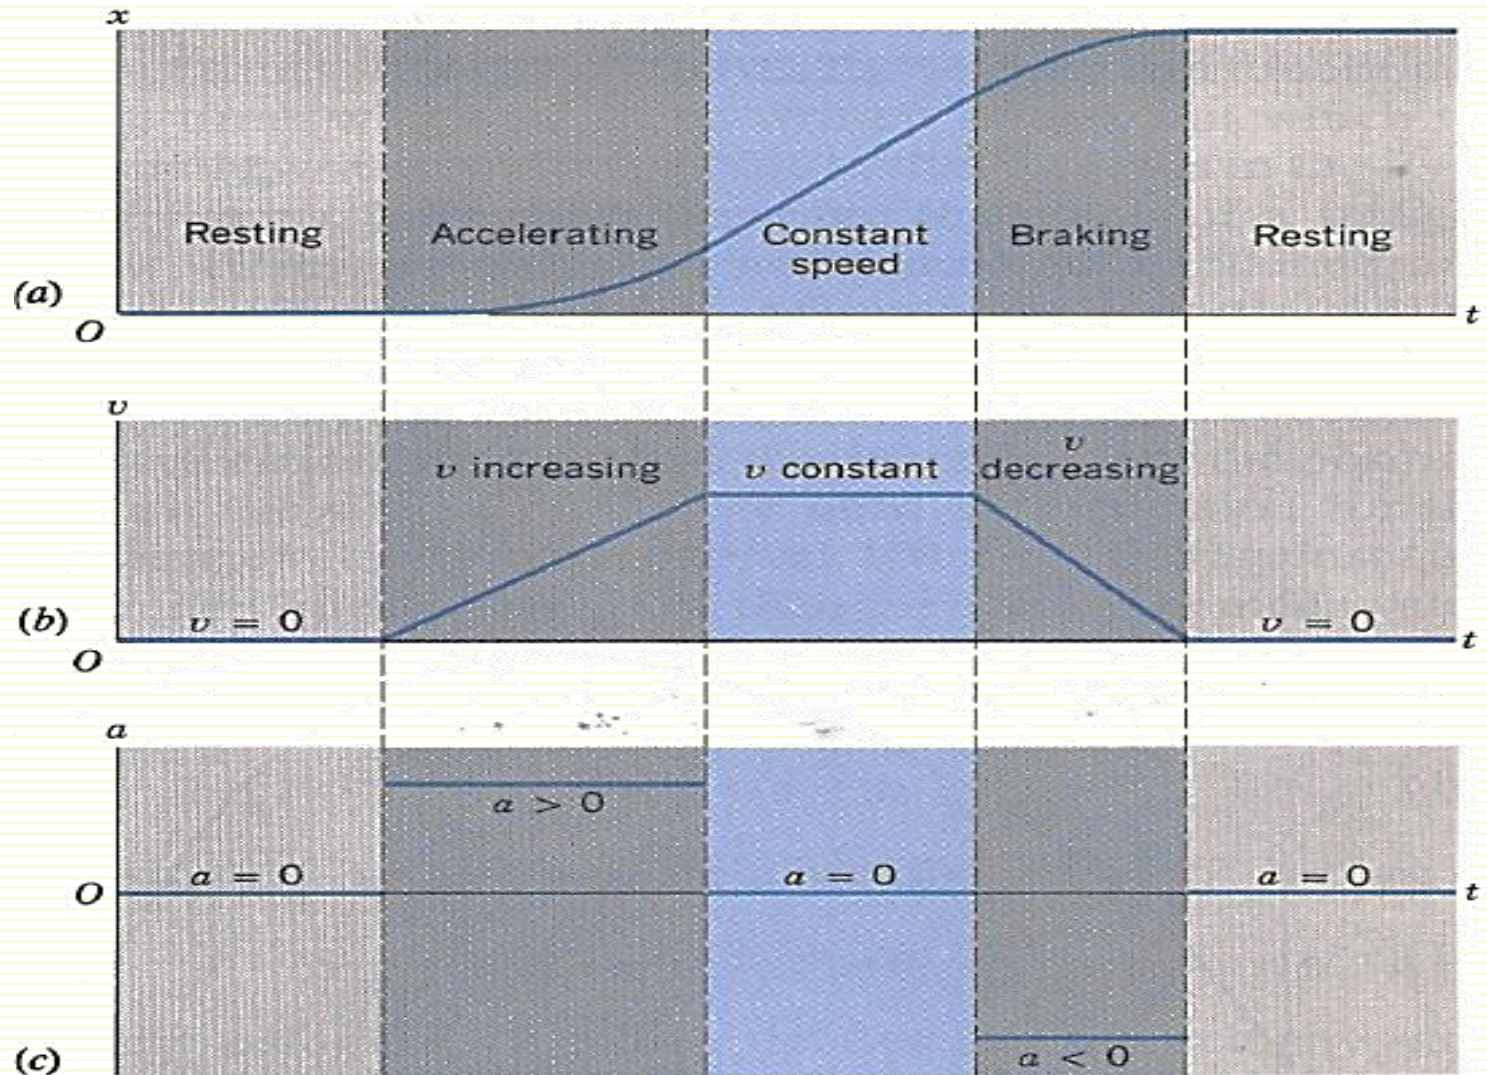 x
Resting
Accelerating
Constant
speed
Braking
Resting
(a)
O
t
v
v increasing
v constant
v
decreasing
(b)
v = 0
v = 0
O
t
a
a > 0
a = 0
a = 0
a = 0
O
t
(c)
a < 0